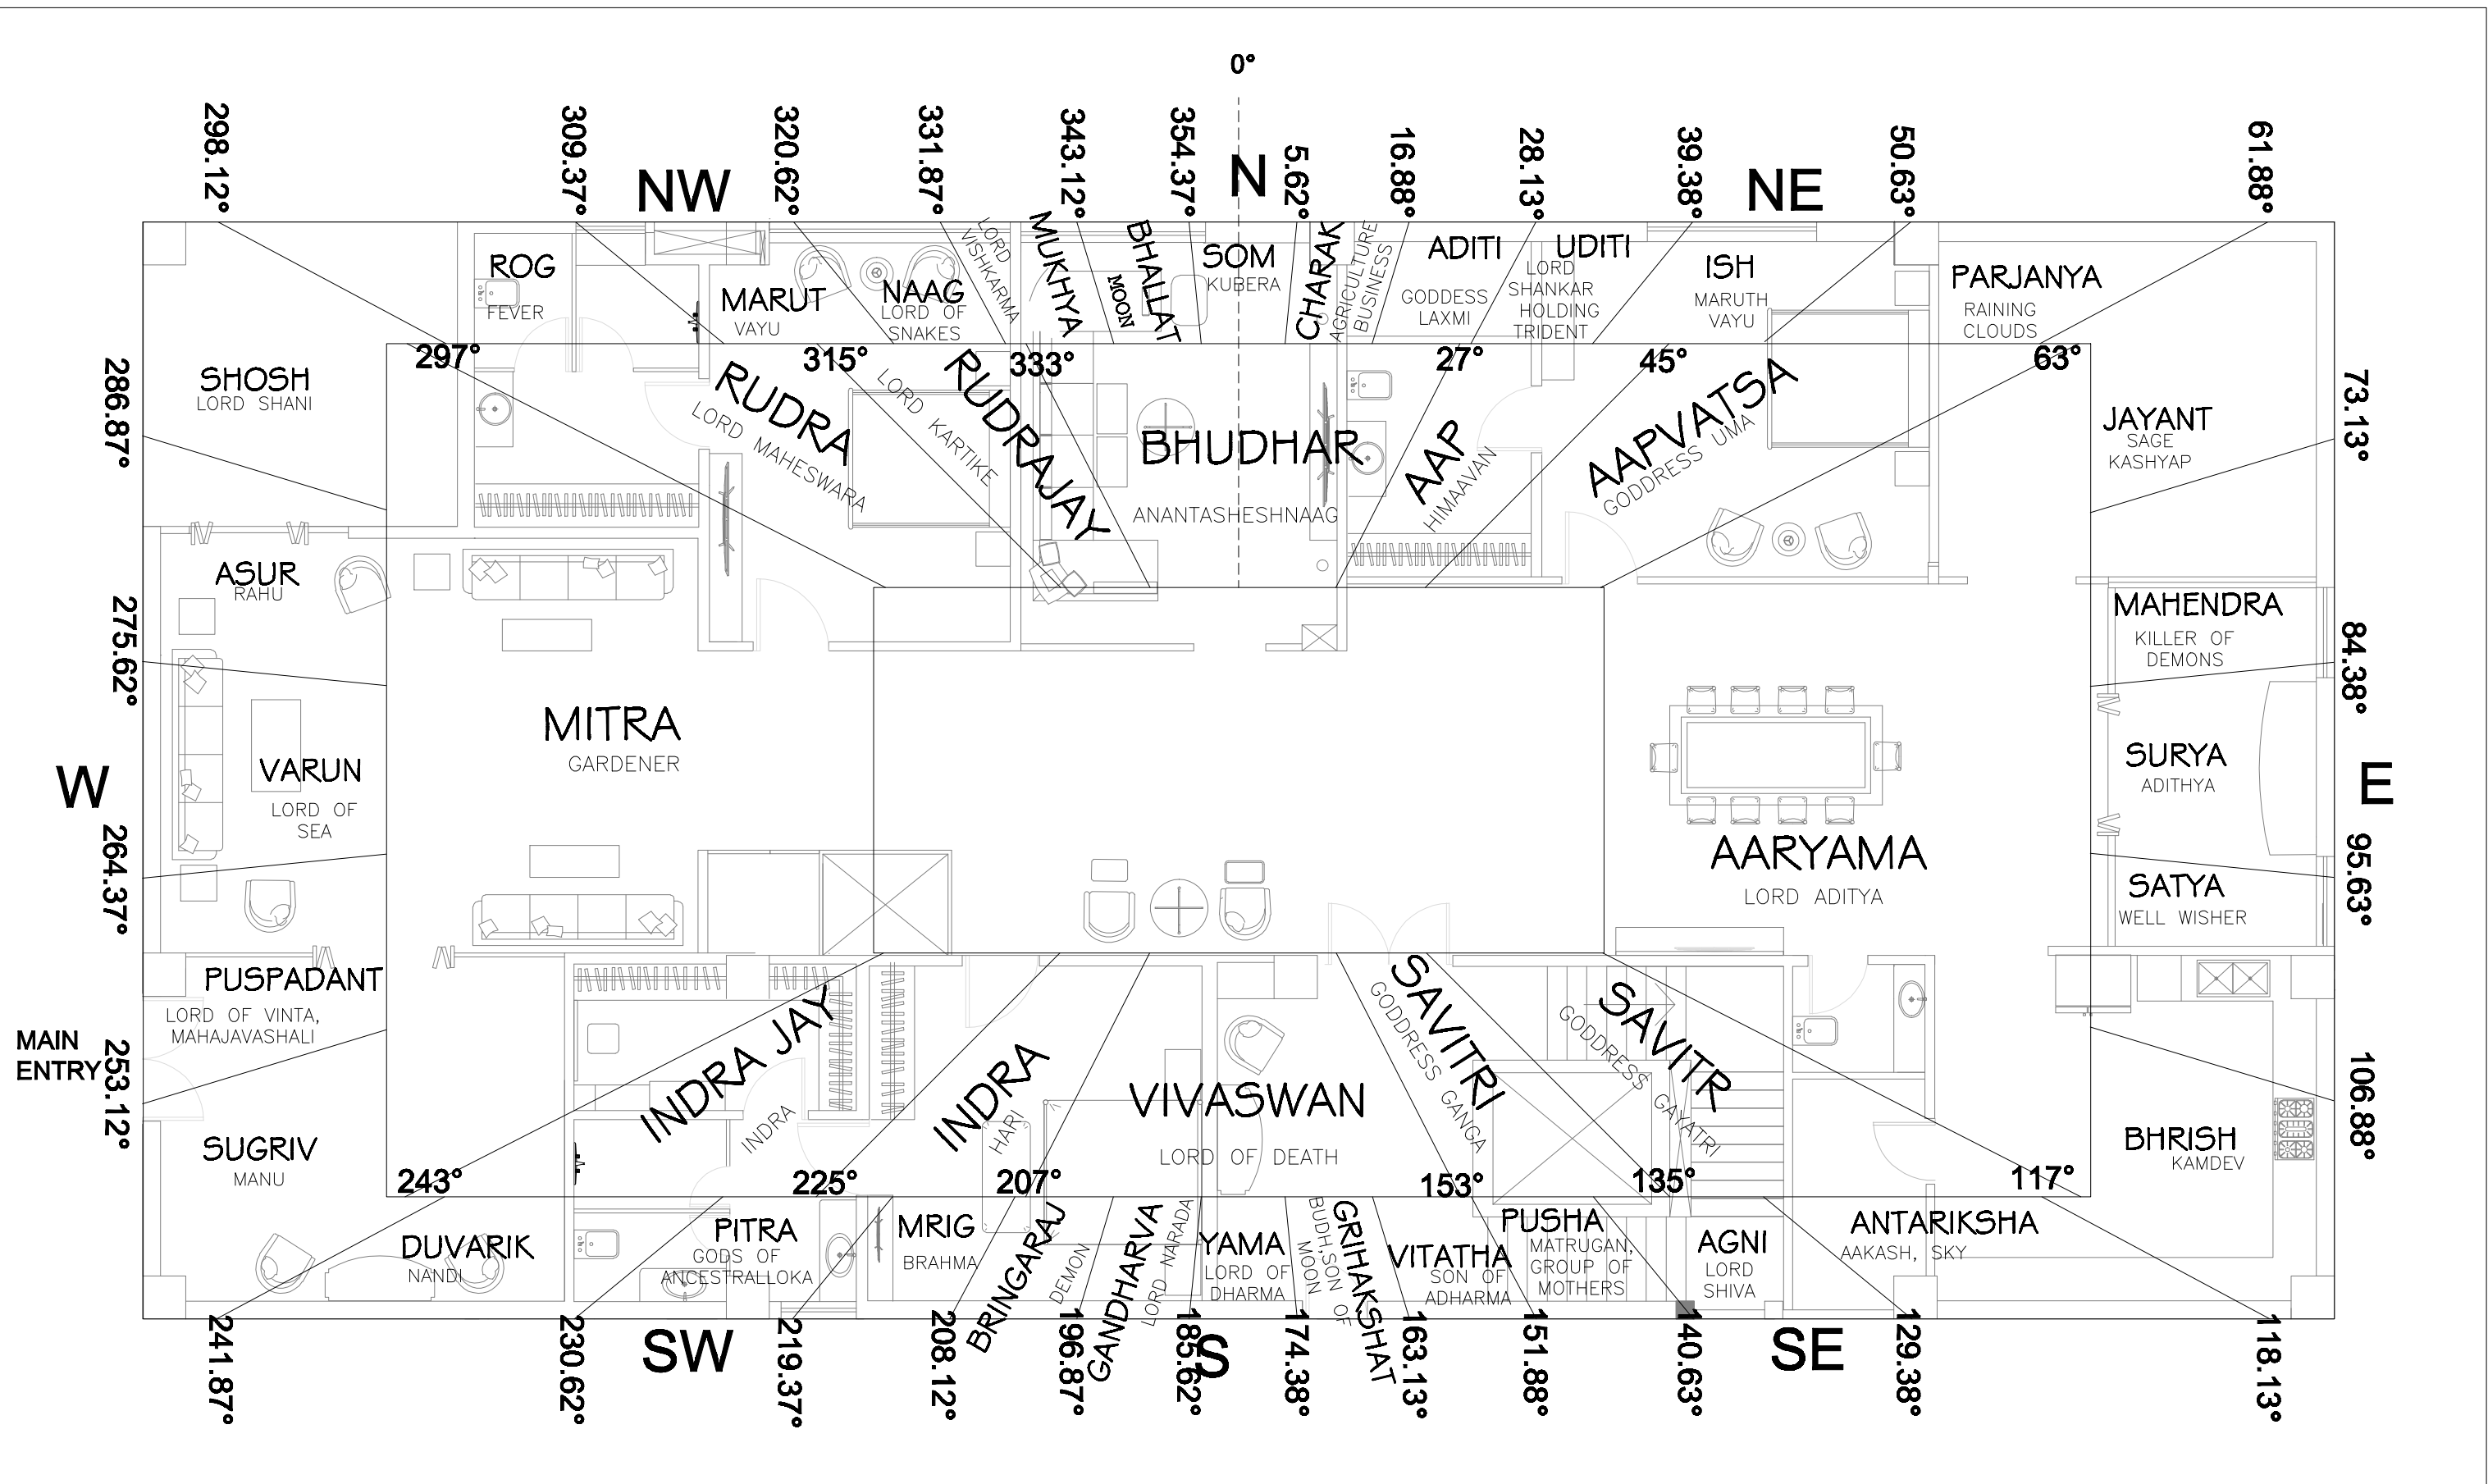 0°
298.12°
309.37°
320.62°
331.87°
343.12°
354.37°
5.62°
16.88°
28.13°
39.38°
50.63°
61.88°
NW
N
NE
ROG
FEVER
MARUT
VAYU
NAAG
LORD OF
SNAKES
LORD
VISHKARMA
MUKHYA
BHALLAT
MOON
SOM
KUBERA
CHARAK
AGRICULTURE
BUSINESS
ADITI
GODDESS
LAXMI
UDITI
LORD
SHANKAR
HOLDING
TRIDENT
ISH
MARUTH
VAYU
PARJANYA
RAINING
CLOUDS
297°
315°
333°
27°
45°
63°
286.87°
SHOSH
LORD SHANI
RUDRA
LORD MAHESWARA
LORD KARTIKE
RUDRAJAY
BHUDHAR
ANANTASHESHNAAG
AAP
HIMAAVAN
AAPVATSA
GODDRESS UMA
JAYANT
SAGE
KASHYAP
73.13°
ASUR
RAHU
275.62°
MAHENDRA
KILLER OF
DEMONS
84.38°
W
VARUN
LORD OF
SEA
MITRA
GARDENER
SURYA
ADITHYA
E
264.37°
AARYAMA
LORD ADITYA
SATYA
WELL WISHER
95.63°
PUSPADANT
LORD OF VINTA,
MAHAJAVASHALI
MAIN
ENTRY
253.12°
INDRA JAY
INDRA
INDRA
HARI
VIVASWAN
LORD OF DEATH
SAVITRI
GODDRESS GANGA
SAVITR
GODDRESS GAYATRI
106.88°
SUGRIV
MANU
BHRISH
KAMDEV
243°
225°
207°
153°
135°
117°
DUVARIK
NANDI
PITRA
GODS OF
ANCESTRALLOKA
MRIG
BRAHMA
BRINGARAJ
DEMON
GANDHARVA
LORD NARADA
YAMA
LORD OF
DHARMA
BUDH,SON OF
MOON
GRIHAKSHAT
VITATHA
SON OF
ADHARMA
PUSHA
MATRUGAN,
GROUP OF
MOTHERS
AGNI
LORD
SHIVA
ANTARIKSHA
AAKASH, SKY
SW
S
SE
241.87°
230.62°
219.37°
208.12°
196.87°
185.62°
174.38°
163.13°
151.88°
140.63°
129.38°
118.13°